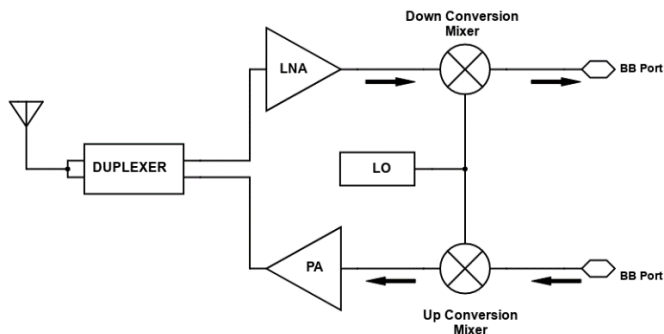 Down Conversion
Mixer
LNA
BB Port
DUPLEXER
LO
PA
BB Port
Up Conversion
Mixer